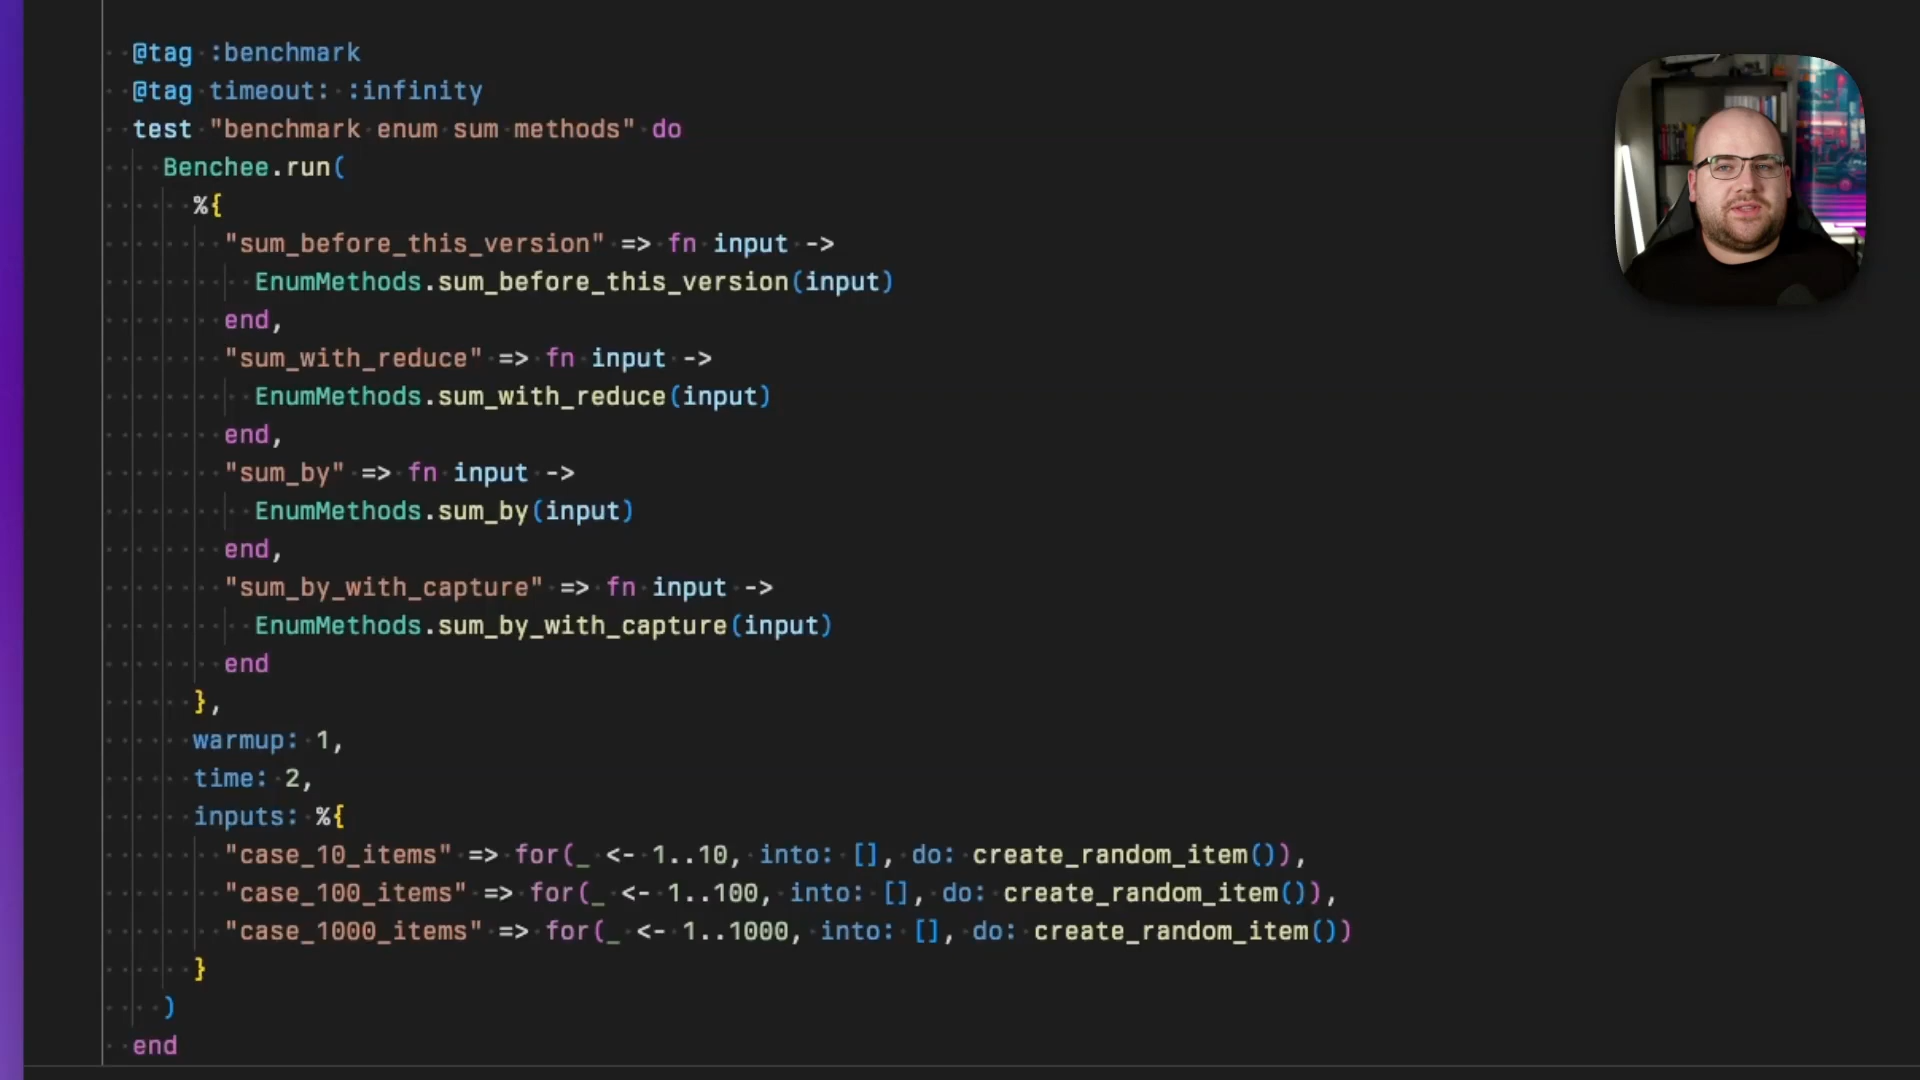 @tag :benchmark
@tag timeout: :infinity
test "benchmark enum sum methods" do
Benchee.run(
%{
"sum_before_this_version" => fn input ->
EnumMethods.sum_before_this_version(input)
end,
"sum_with_reduce" => fn input ->
EnumMethods.sum_with_reduce(input)
end,
"sum_by" => fn input ->
EnumMethods.sum_by(input)
end,
"sum_by_with_capture" => fn input ->
EnumMethods.sum_by_with_capture(input)
end
},
warmup: 1,
time: 2,
inputs: %{
"case_10_items" => for(_ <- 1..10, into: [], do: create_random_item()),
"case_100_items" => for(_ <- 1..100, into: [], do: create_random_item()),
"case_1000_items" => for(_ <- 1..1000, into: [], do: create_random_item())
}
)
end